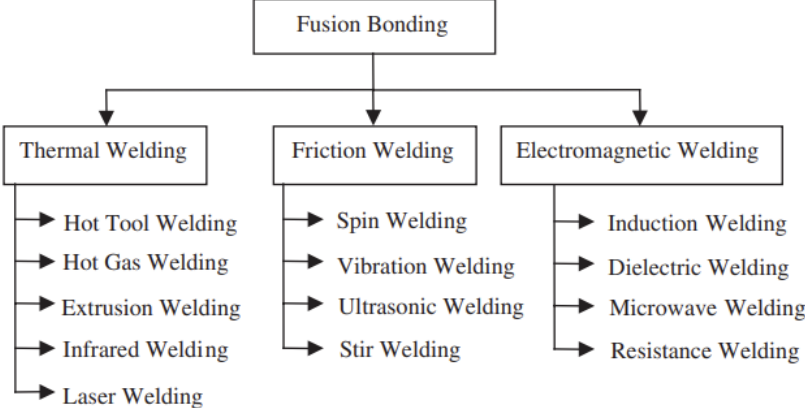 Fusion Bonding
Thermal Welding
Hot Tool Welding
Hot Gas Welding
Extrusion Welding
Infrared Welding
Laser Welding
Friction Welding
Spin Welding
Vibration Welding
Ultrasonic Welding
Stir Welding
Electromagnetic Welding
Induction Welding
Dielectric Welding
Microwave Welding
Resistance Welding